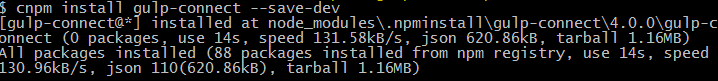 $ cnpm install gulp-connect --save-dev
[gulp-connect@*] installed at node_modules\.npminstall\gulp-connect\4.0.0\gulp-c
onnect (0 packages, use 14s, speed 131.58kB/s, json 620.86kB, tarball 1.16MB)
All packages installed (88 packages installed from npm registry, use 14s, speed
130.96kB/s, json 110(620.86kB), tarball 1.16MB)